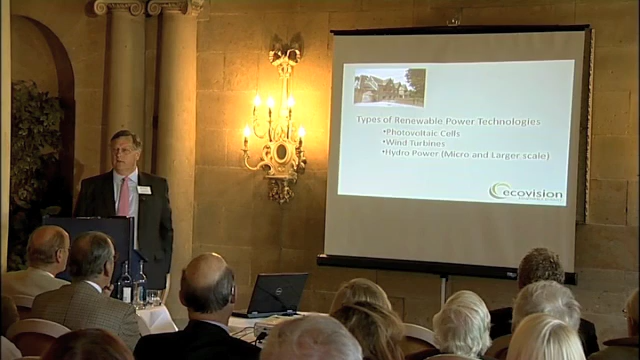 Types of Renewable Power Technologies
•Photovoltaic Cells
•Wind Turbines
•Hydro Power (Micro and Larger scale)
ecovision